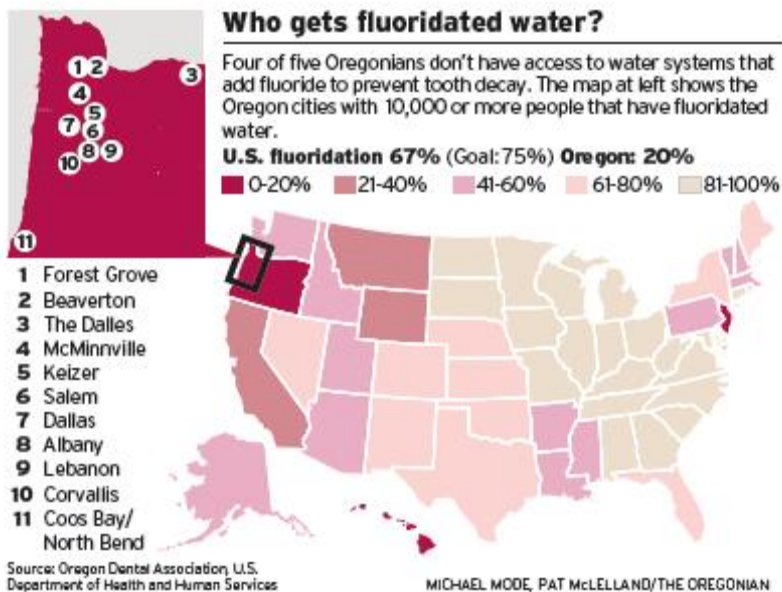 Who gets fluoridated water?
Four of five Oregonians don't have access to water systems that
add fluoride to prevent tooth decay. The map at left shows the
Oregon cities with 10,000 or more people that have fluoridated
water.
U.S. fluoridation 67% (Goal: 75%) Oregon: 20%
0-20% 21-40% 41-60% 61-80% 81-100%
1 2 3
4
5
7 6
8 9
10
11
1 Forest Grove
2 Beaverton
3 The Dalles
4 McMinnville
5 Keizer
6 Salem
7 Dallas
8 Albany
9 Lebanon
10 Corvallis
11 Coos Bay/
North Bend
Source: Oregon Dental Association, U.S.
Department of Health and Human Services
MICHAEL MODE, PAT McLELLAND/THE OREGONIAN